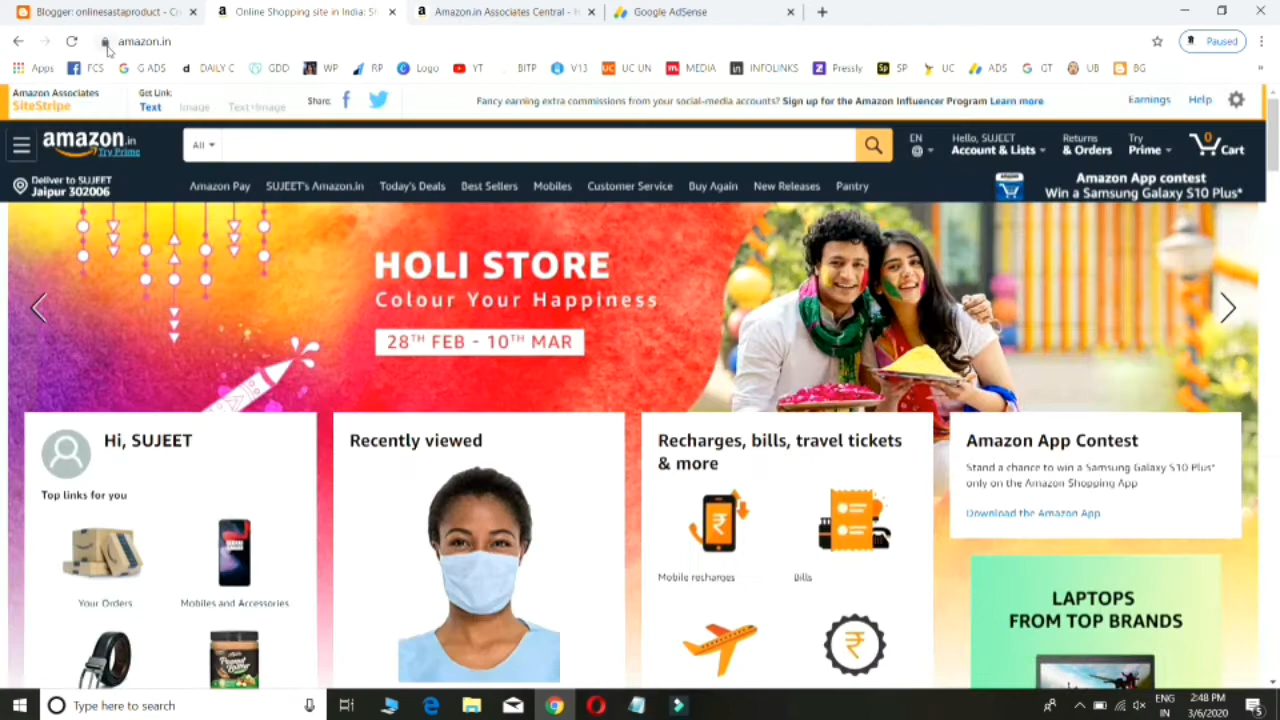 Blogger: onlinesastaproduct - Cr
Online Shopping site in India: Sh
Amazon.in Associates Central - H
Google AdSense
amazon.in
Paused
Apps
FCS
G ADS
DAILY C
GDD
WP
RP
Logo
YT
BITP
V13
UC UN
MEDIA
INFOLINKS
Pressly
SP
UC
ADS
GT
UB
BG
Amazon Associates
SiteStripe
Get Link:
Text
Image
Text+Image
Share:
Fancy earning extra commissions from your social-media accounts? Sign up for the Amazon Influencer Program Learn more
Earnings
Help
amazon.in
Try Prime
All
EN
Hello, SUJEET
Account & Lists
Returns
& Orders
Try
Prime
0
Cart
Deliver to SUJEET
Jaipur 302006
Amazon Pay
SUJEET's Amazon.in
Today's Deals
Best Sellers
Mobiles
Customer Service
Buy Again
New Releases
Pantry
Amazon App contest
Win a Samsung Galaxy S10 Plus*
HOLI STORE
Colour Your Happiness
28TH FEB - 10TH MAR
Hi, SUJEET
Top links for you
Your Orders
Mobiles and Accessories
Recently viewed
Recharges, bills, travel tickets
& more
Mobile recharges
Bills
Amazon App Contest
Stand a chance to win a Samsung Galaxy S10 Plus*
only on the Amazon Shopping App
Download the Amazon App
LAPTOPS
FROM TOP BRANDS
Type here to search
ENG
IN
2:48 PM
3/6/2020
5